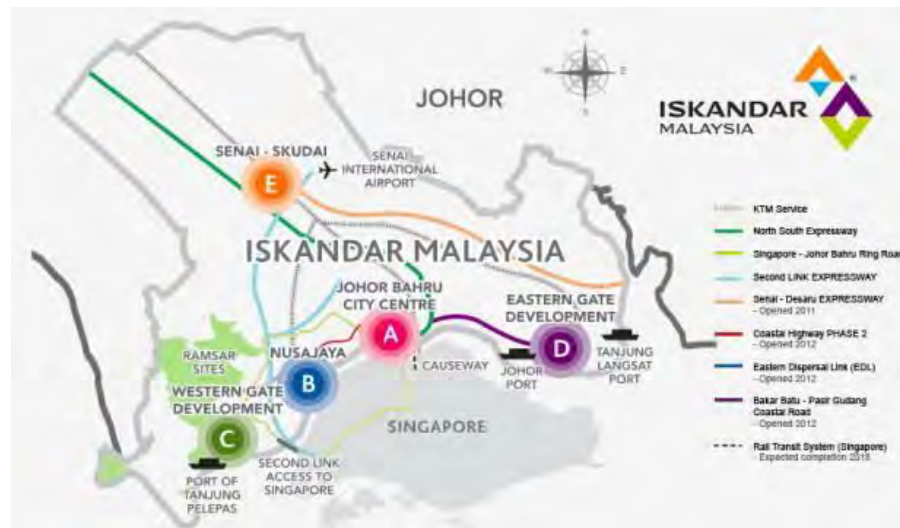 JOHOR
N
W
E
S
ISKANDAR
MALAYSIA
SENAI - SKUDAI
E
SENAI
INTERNATIONAL
AIRPORT
ISKANDAR MALAYSIA
JOHOR BAHRU
CITY CENTRE
A
EASTERN GATE
DEVELOPMENT
D
RAMSAR
SITES
NUSAJAYA
B
CAUSEWAY
JOHOR
PORT
TANJUNG
LANGSAT
PORT
WESTERN GATE
DEVELOPMENT
C
SINGAPORE
PORT OF
TANJUNG
PELEPAS
SECOND LINK
ACCESS TO
SINGAPORE
KTM Service
North South Expressway
Singapore - Johor Bahru Ring Road
Second LINK EXPRESSWAY
Senai - Desaru EXPRESSWAY
- Opened 2011
Coastal Highway PHASE 2
- Opened 2012
Eastern Dispersal Link (EDL)
- Opened 2012
Bakar Batu - Pasir Gudang
Coastal Road
- Opened 2012
Rail Transit System (Singapore)
- Expected completion 2018